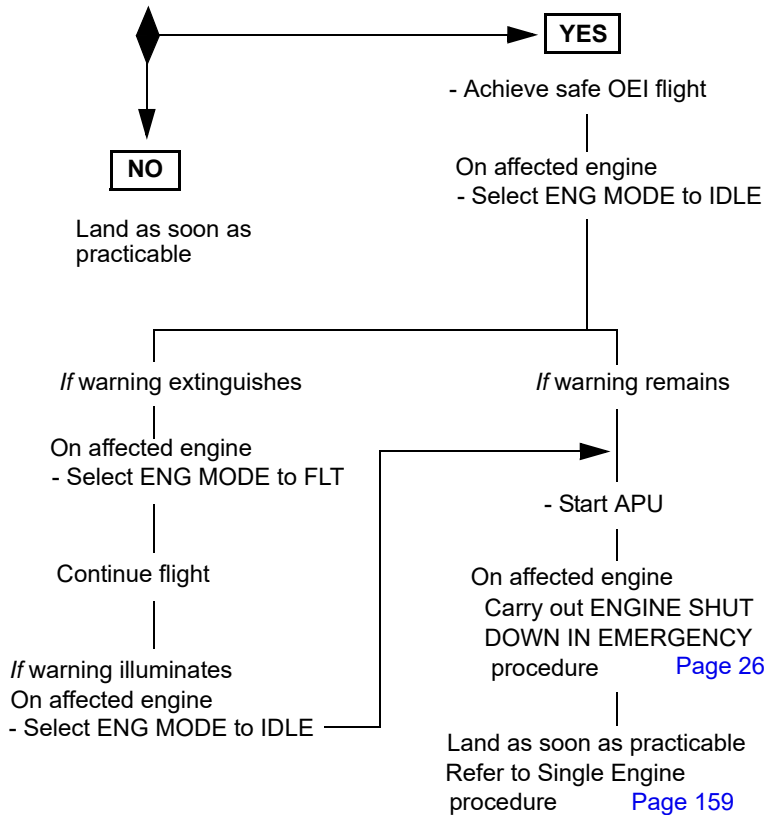 YES
- Achieve safe OEI flight
On affected engine
- Select ENG MODE to IDLE
NO
Land as soon as
practicable
If warning extinguishes
On affected engine
- Select ENG MODE to FLT
Continue flight
If warning illuminates
On affected engine
- Select ENG MODE to IDLE
If warning remains
- Start APU
On affected engine
Carry out ENGINE SHUT
DOWN IN EMERGENCY
procedure Page 26
Land as soon as practicable
Refer to Single Engine
procedure Page 159